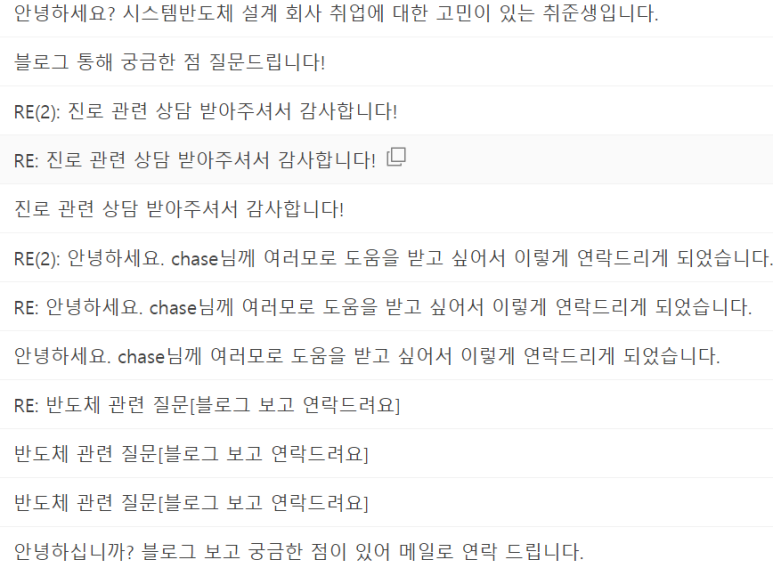 안녕하세요? 시스템반도체 설계 회사 취업에 대한 고민이 있는 취준생입니다.
블로그 통해 궁금한 점 질문드립니다!
RE(2): 진로 관련 상담 받아주셔서 감사합니다!
RE: 진로 관련 상담 받아주셔서 감사합니다!
진로 관련 상담 받아주셔서 감사합니다!
RE(2): 안녕하세요. chase님께 여러모로 도움을 받고 싶어서 이렇게 연락드리게 되었습니다.
RE: 안녕하세요. chase님께 여러모로 도움을 받고 싶어서 이렇게 연락드리게 되었습니다.
안녕하세요. chase님께 여러모로 도움을 받고 싶어서 이렇게 연락드리게 되었습니다.
RE: 반도체 관련 질문[블로그 보고 연락드려요]
반도체 관련 질문[블로그 보고 연락드려요]
반도체 관련 질문[블로그 보고 연락드려요]
안녕하십니까? 블로그 보고 궁금한 점이 있어 메일로 연락 드립니다.